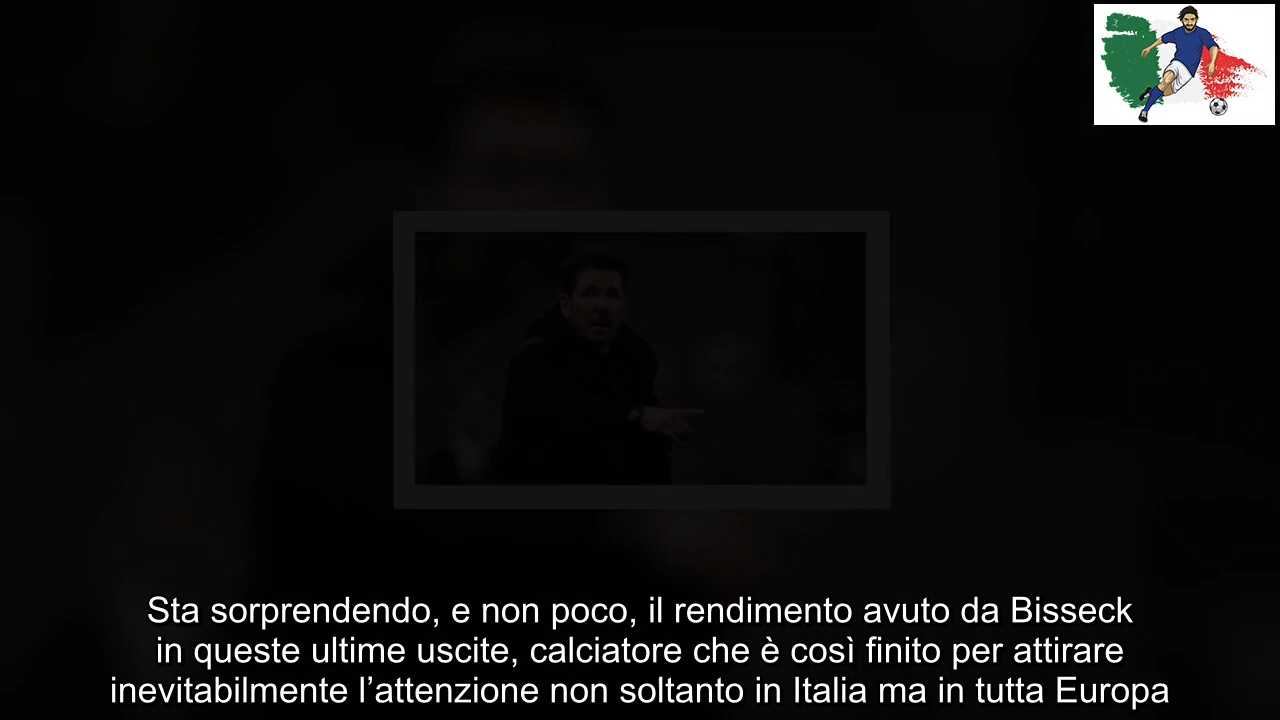 Sta sorprendendo, e non poco, il rendimento avuto da Bisseck
in queste ultime uscite, calciatore che è così finito per attirare
inevitabilmente l’attenzione non soltanto in Italia ma in tutta Europa